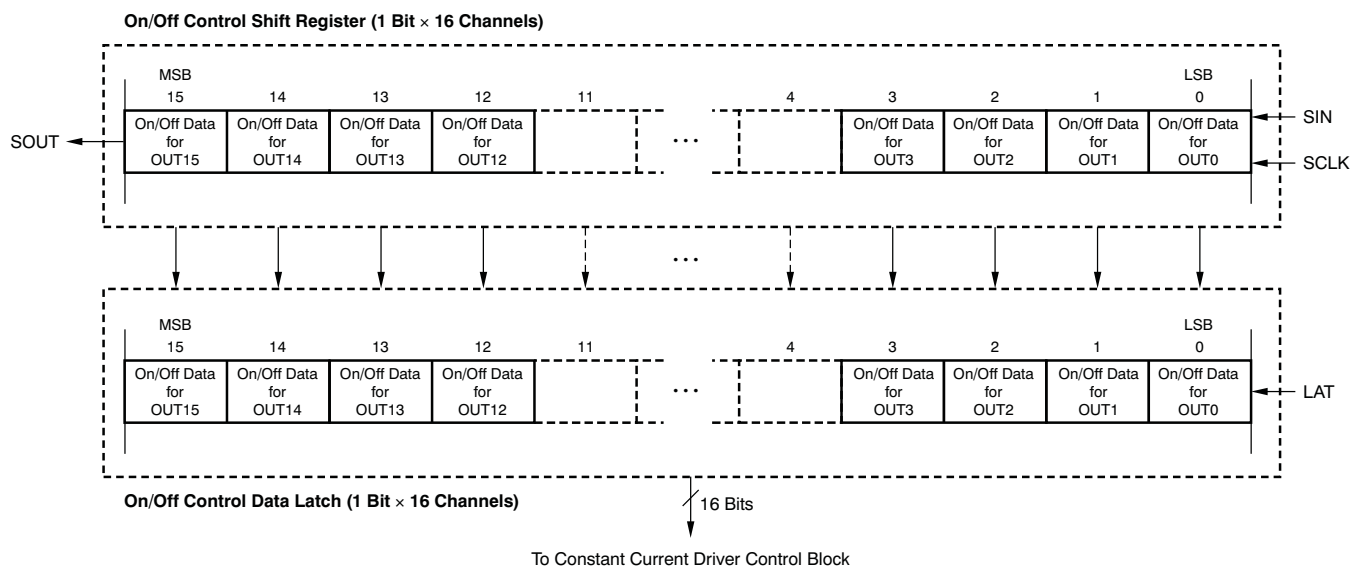 On/Off Control Shift Register (1 Bit × 16 Channels)
MSB LSB
15 14 13 12 11 4 3 2 1 0
On/Off Data for OUT15
On/Off Data for OUT14
On/Off Data for OUT13
On/Off Data for OUT12
...
On/Off Data for OUT3
On/Off Data for OUT2
On/Off Data for OUT1
On/Off Data for OUT0
SOUT
SIN
SCLK
...
MSB LSB
15 14 13 12 11 4 3 2 1 0
On/Off Data for OUT15
On/Off Data for OUT14
On/Off Data for OUT13
On/Off Data for OUT12
...
On/Off Data for OUT3
On/Off Data for OUT2
On/Off Data for OUT1
On/Off Data for OUT0
LAT
On/Off Control Data Latch (1 Bit × 16 Channels)
16 Bits
To Constant Current Driver Control Block